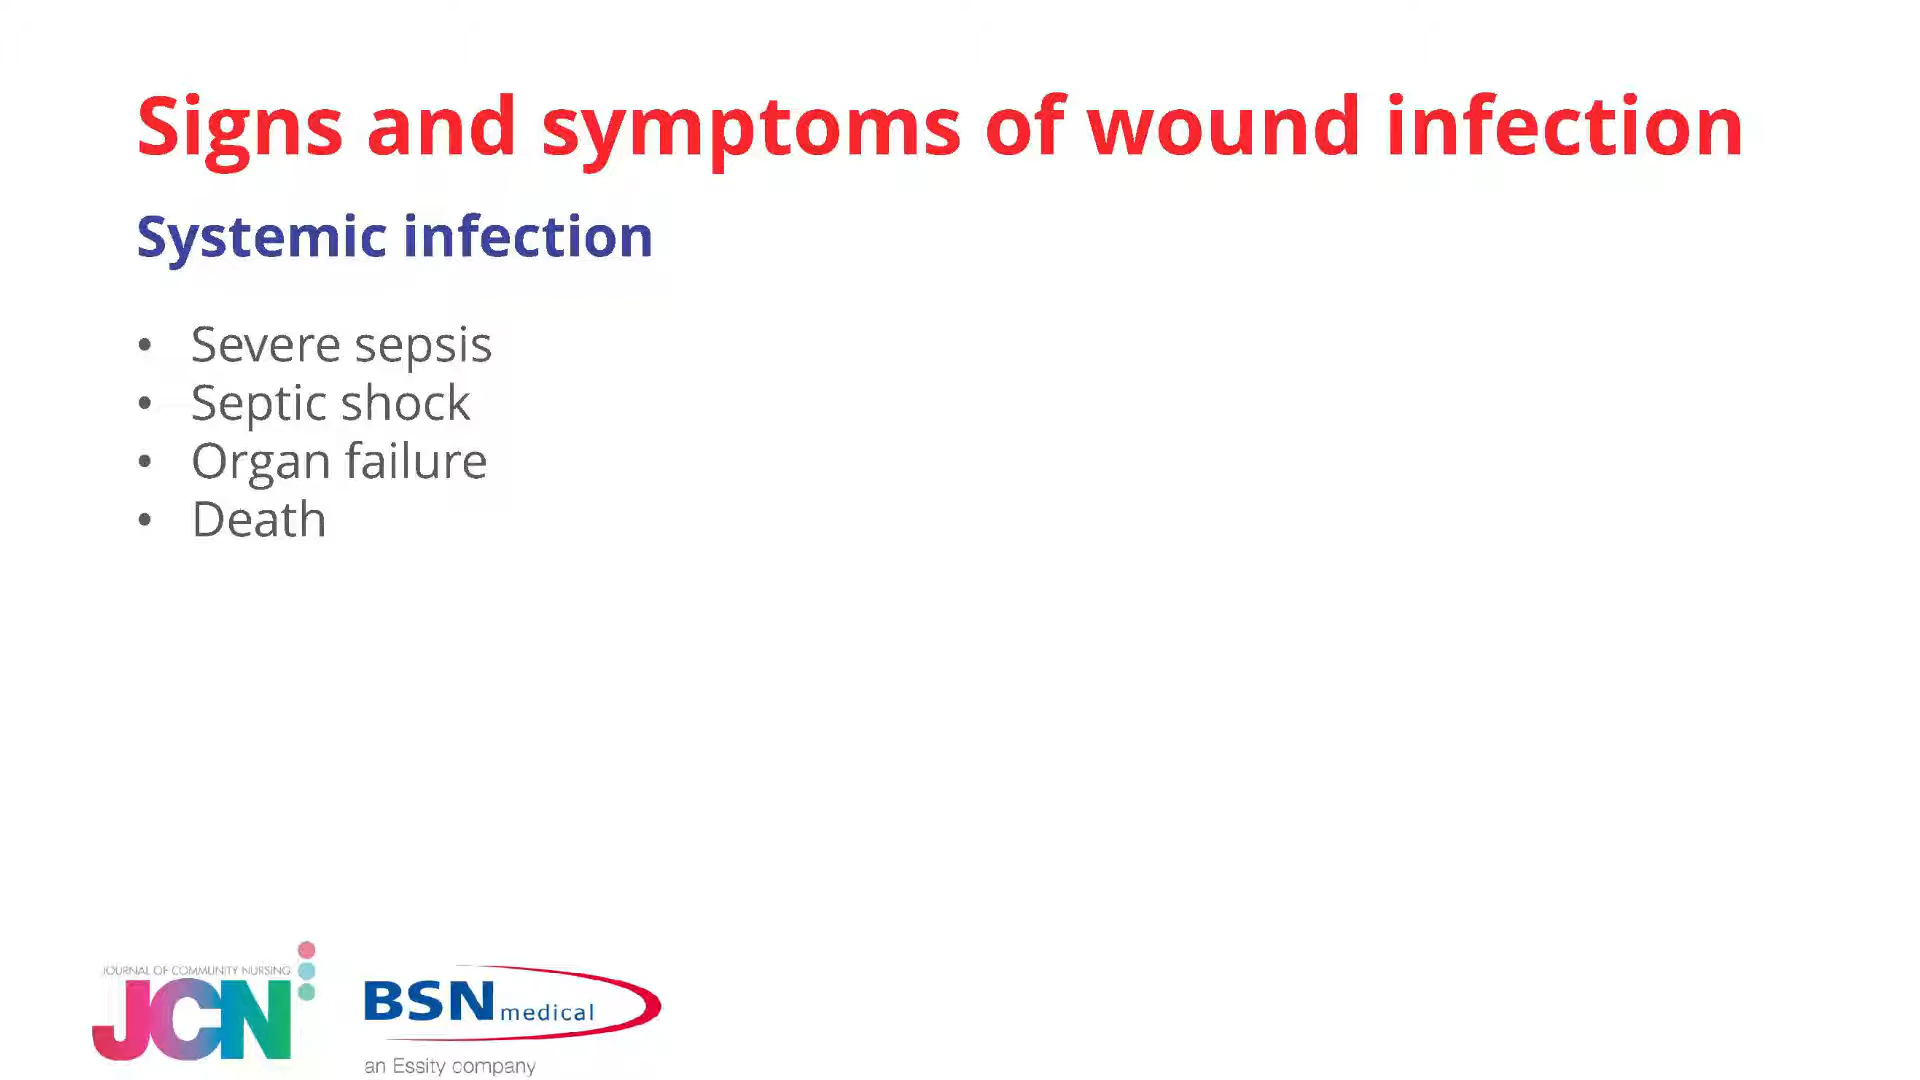 Signs and symptoms of wound infection
Systemic infection
• Severe sepsis
• Septic shock
• Organ failure
• Death
JOURNAL OF COMMUNITY NURSING
JCN
BSN medical
an Essity company